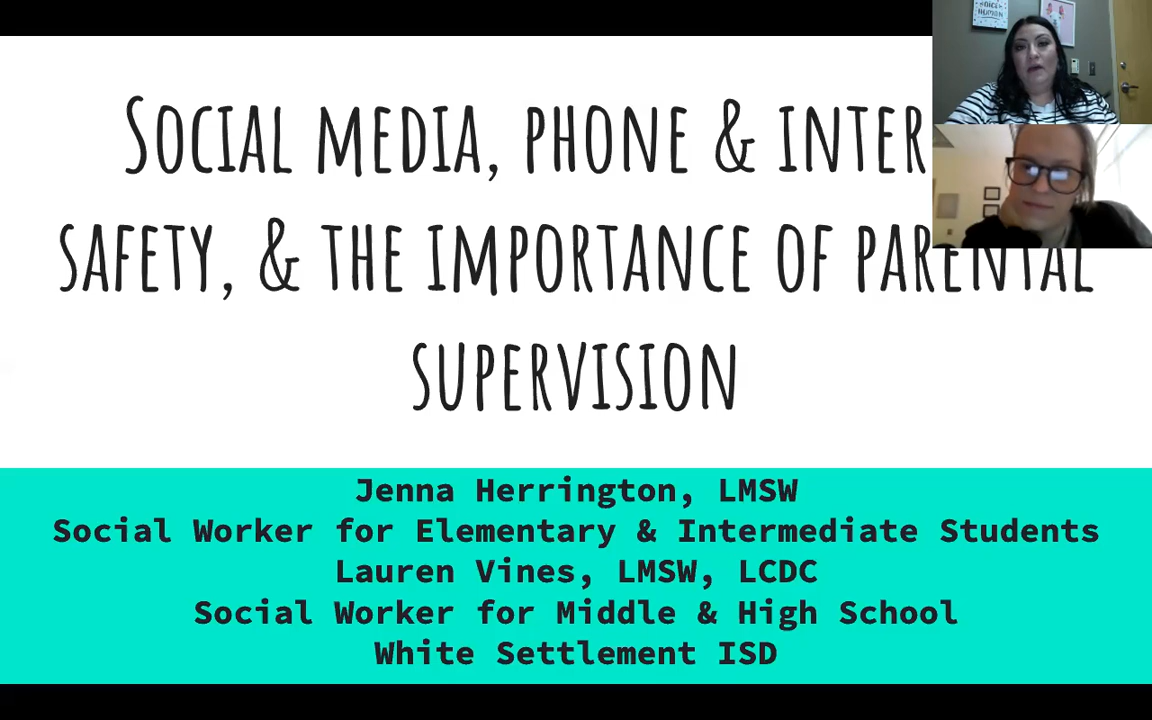 SOCIAL MEDIA, PHONE & INTER
SAFETY, & THE IMPORTANCE OF PARENTAL
SUPERVISION
Jenna Herrington, LMSW
Social Worker for Elementary & Intermediate Students
Lauren Vines, LMSW, LCDC
Social Worker for Middle & High School
White Settlement ISD